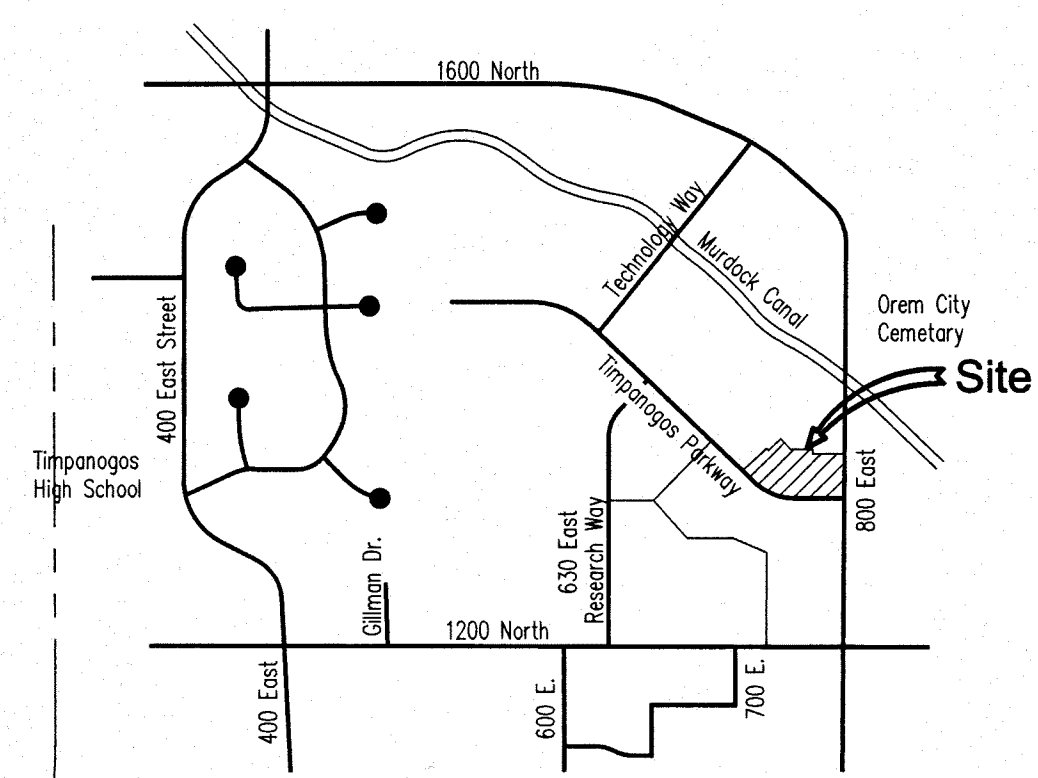 1600 North
Technology Way
Murdock Canal
Orem City
Cemetary
Site
400 East Street
Timpanogos Parkway
Timpanogos
High School
800 East
630 East
Research Way
Gillman Dr.
1200 North
400 East
600 E.
700 E.